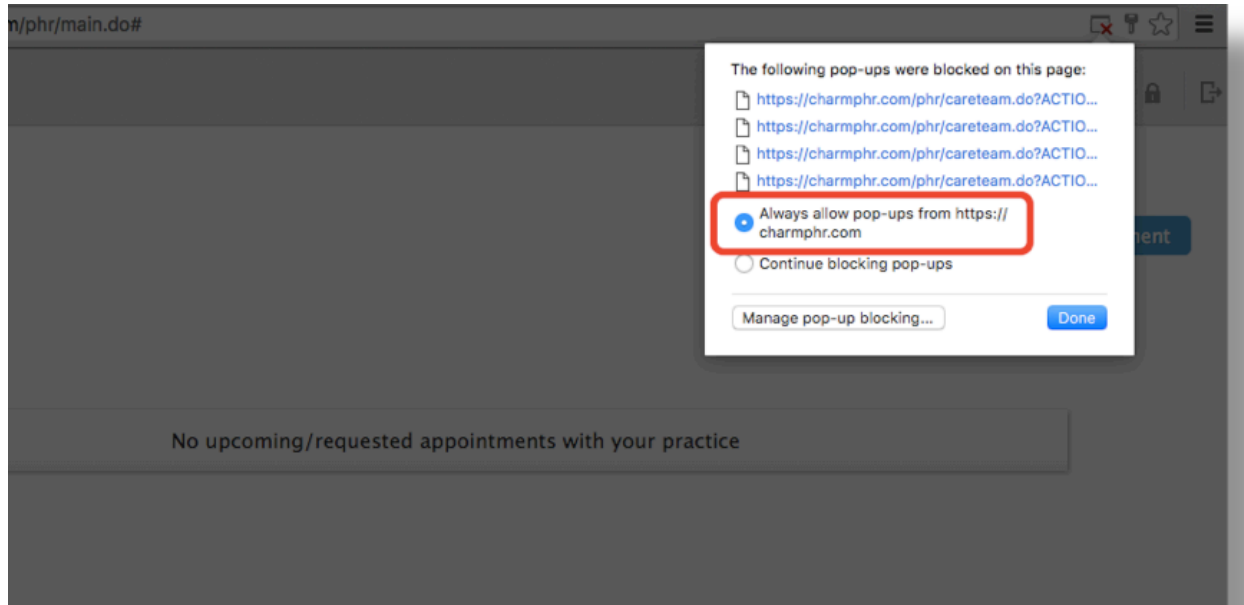 m/phr/main.do#
The following pop-ups were blocked on this page:
https://charmphr.com/phr/careteam.do?ACTIO...
https://charmphr.com/phr/careteam.do?ACTIO...
https://charmphr.com/phr/careteam.do?ACTIO...
https://charmphr.com/phr/careteam.do?ACTIO...
Always allow pop-ups from https://
charmphr.com
ment
Continue blocking pop-ups
Manage pop-up blocking...
Done
No upcoming/requested appointments with your practice